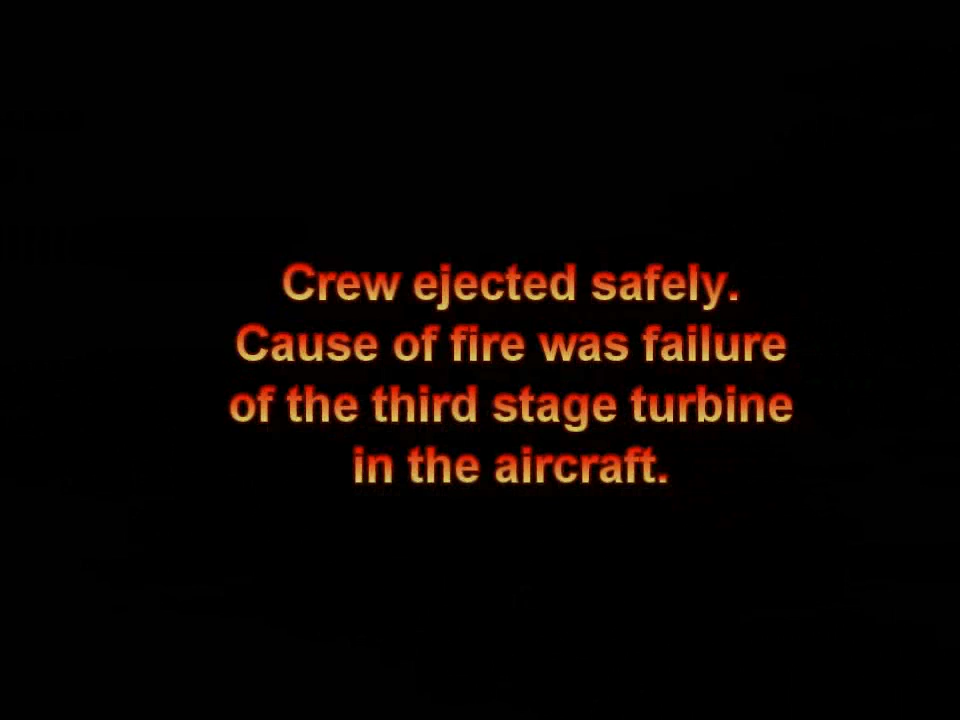 Crew ejected safely.
Cause of fire was failure
of the third stage turbine
in the aircraft.